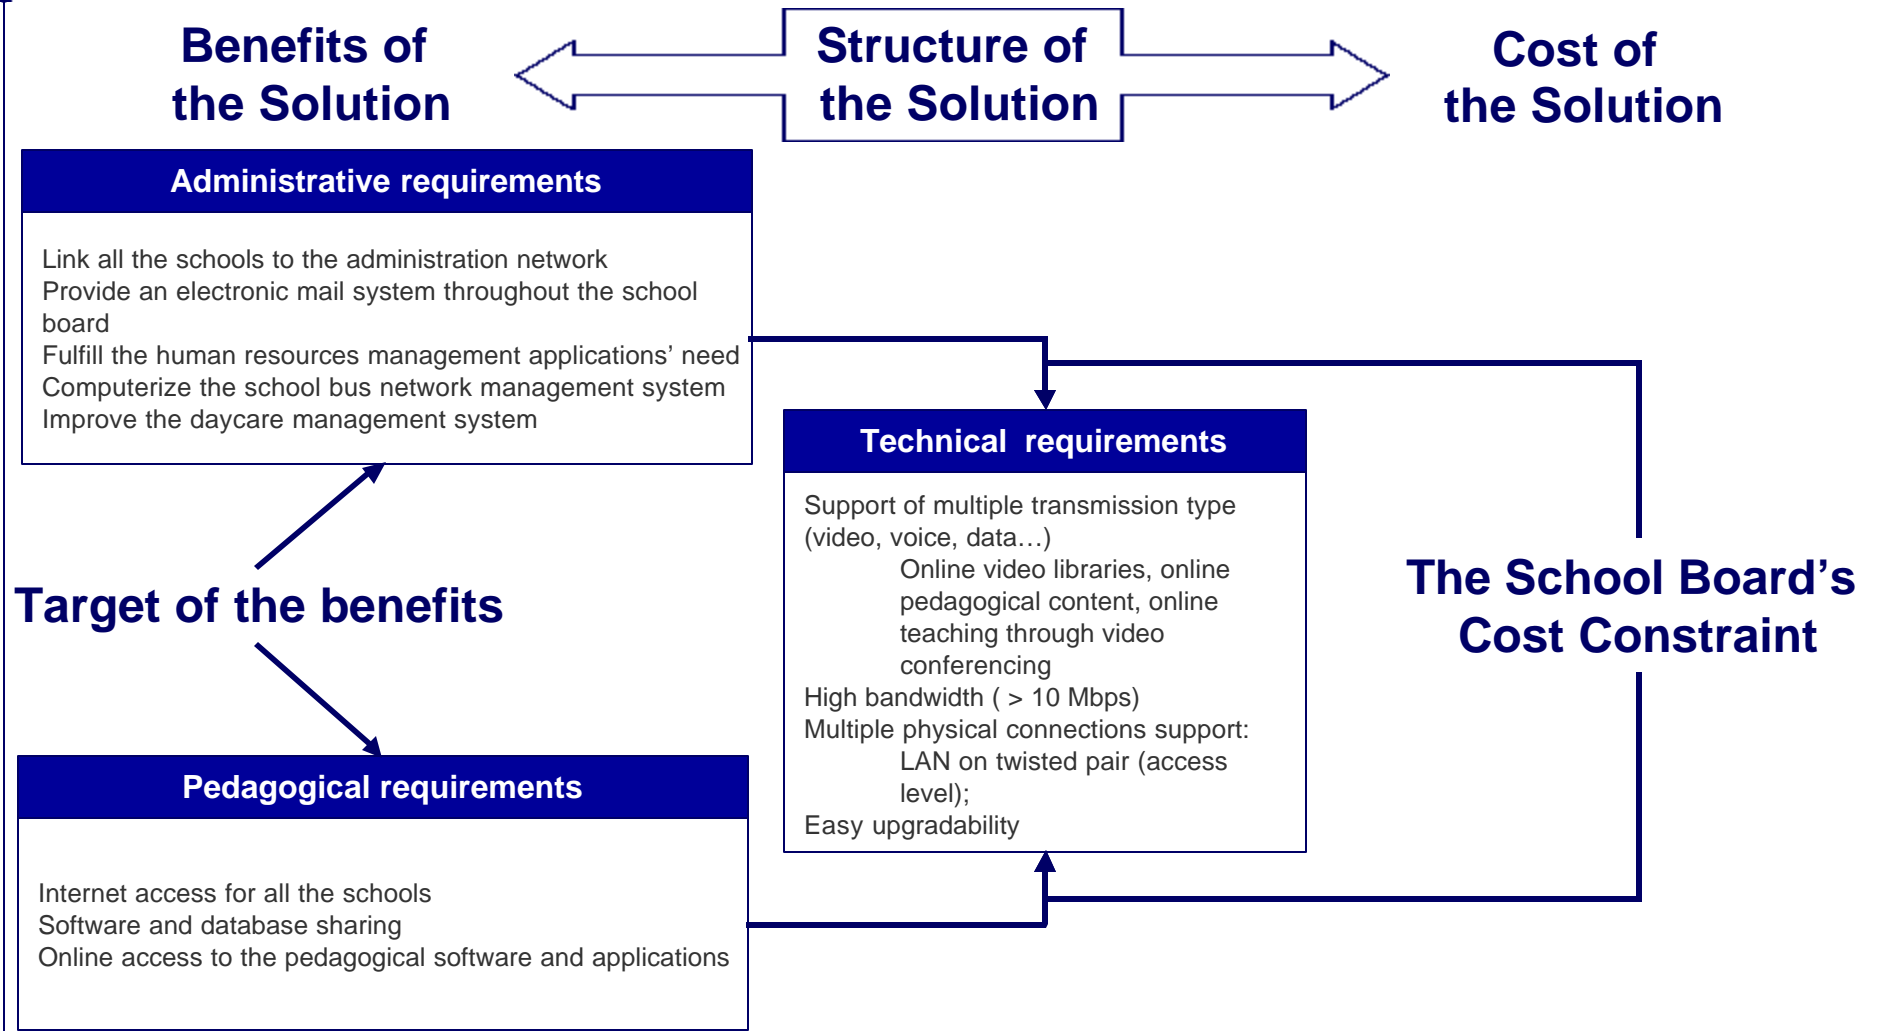 Benefits of
the Solution
Structure of
the Solution
Cost of
the Solution
Administrative requirements
Link all the schools to the administration network
Provide an electronic mail system throughout the school
board
Fulfill the human resources management applications’ need
Computerize the school bus network management system
Improve the daycare management system
Technical requirements
Support of multiple transmission type
(video, voice, data…)
Online video libraries, online
pedagogical content, online
teaching through video
conferencing
High bandwidth ( > 10 Mbps)
Multiple physical connections support:
LAN on twisted pair (access
level);
Easy upgradability
Target of the benefits
The School Board’s
Cost Constraint
Pedagogical requirements
Internet access for all the schools
Software and database sharing
Online access to the pedagogical software and applications